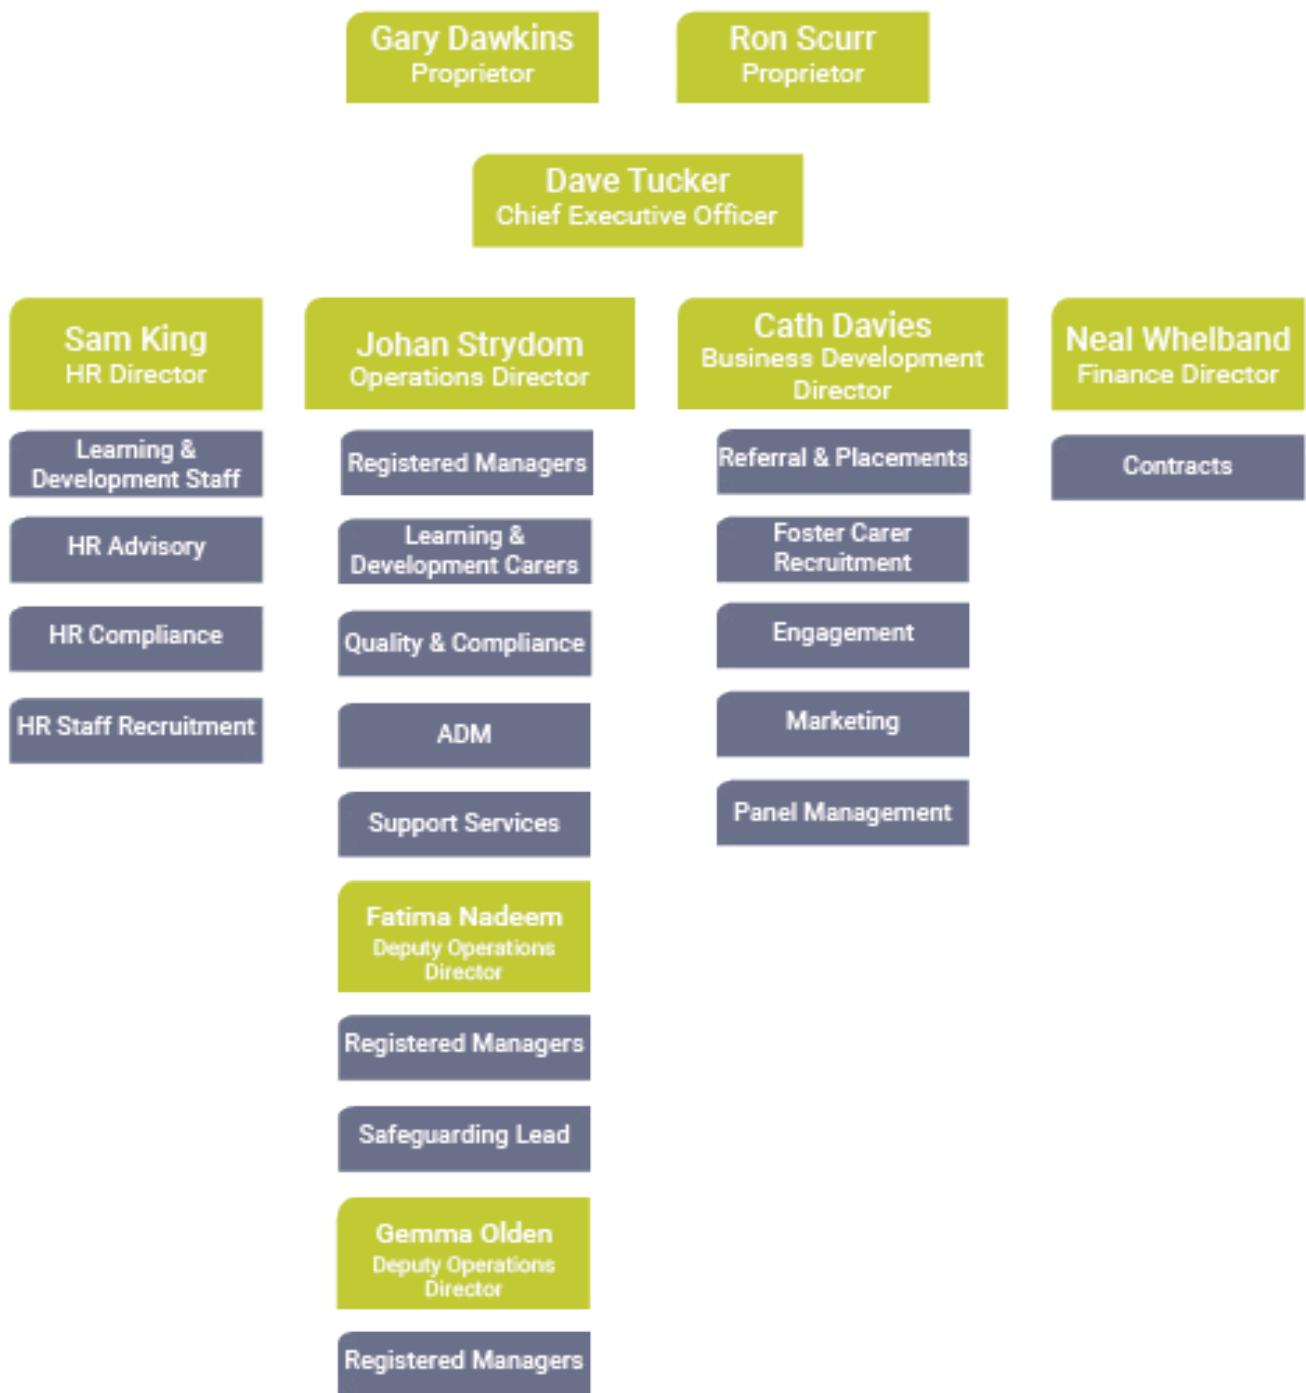 Gary Dawkins
Proprietor
Ron Scurr
Proprietor
Dave Tucker
Chief Executive Officer
Sam King
HR Director
Learning &
Development Staff
HR Advisory
HR Compliance
HR Staff Recruitment
Johan Strydom
Operations Director
Registered Managers
Learning &
Development Carers
Quality & Compliance
ADM
Support Services
Fatima Nadeem
Deputy Operations
Director
Registered Managers
Safeguarding Lead
Gemma Olden
Deputy Operations
Director
Registered Managers
Cath Davies
Business Development
Director
Referral & Placements
Foster Carer
Recruitment
Engagement
Marketing
Panel Management
Neal Whelband
Finance Director
Contracts